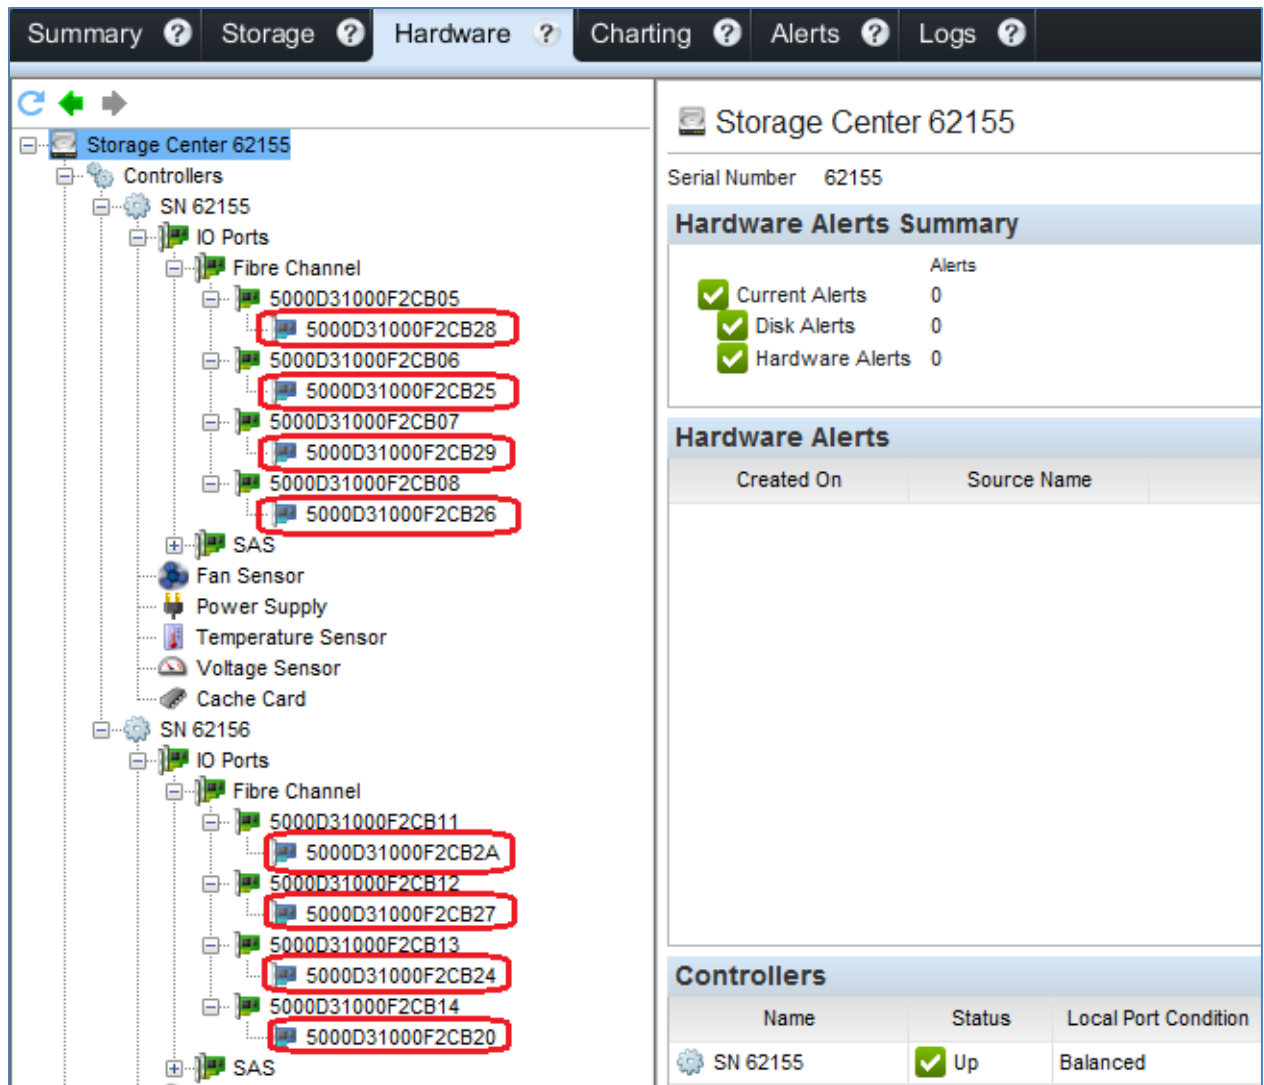 Summary ? Storage ? Hardware ? Charting ? Alerts ? Logs ?
Storage Center 62155
Controllers
SN 62155
IO Ports
Fibre Channel
5000D31000F2CB05
5000D31000F2CB28
5000D31000F2CB06
5000D31000F2CB25
5000D31000F2CB07
5000D31000F2CB29
5000D31000F2CB08
5000D31000F2CB26
SAS
Fan Sensor
Power Supply
Temperature Sensor
Voltage Sensor
Cache Card
SN 62156
IO Ports
Fibre Channel
5000D31000F2CB11
5000D31000F2CB2A
5000D31000F2CB12
5000D31000F2CB27
5000D31000F2CB13
5000D31000F2CB24
5000D31000F2CB14
5000D31000F2CB20
SAS
Storage Center 62155
Serial Number 62155
Hardware Alerts Summary
Alerts
Current Alerts 0
Disk Alerts 0
Hardware Alerts 0
Hardware Alerts
Created On Source Name
Controllers
Name Status Local Port Condition
SN 62155 Up Balanced